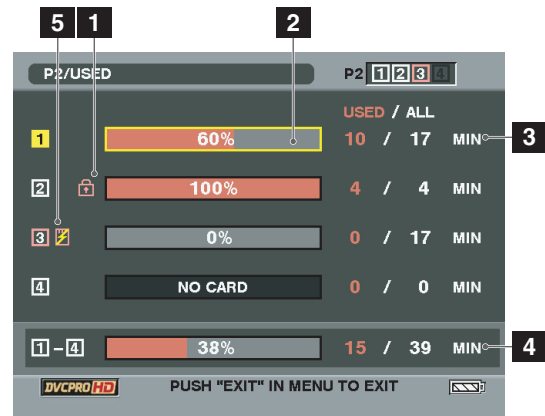 5 1 2
P2/USED P2 1 2 3 4
USED / ALL
1 60% 10 / 17 MIN 3
2 100% 4 / 4 MIN
3 0% 0 / 17 MIN
4 NO CARD 0 / 0 MIN
1 – 4 38% 15 / 39 MIN 4
DVCPRO HD PUSH "EXIT" IN MENU TO EXIT